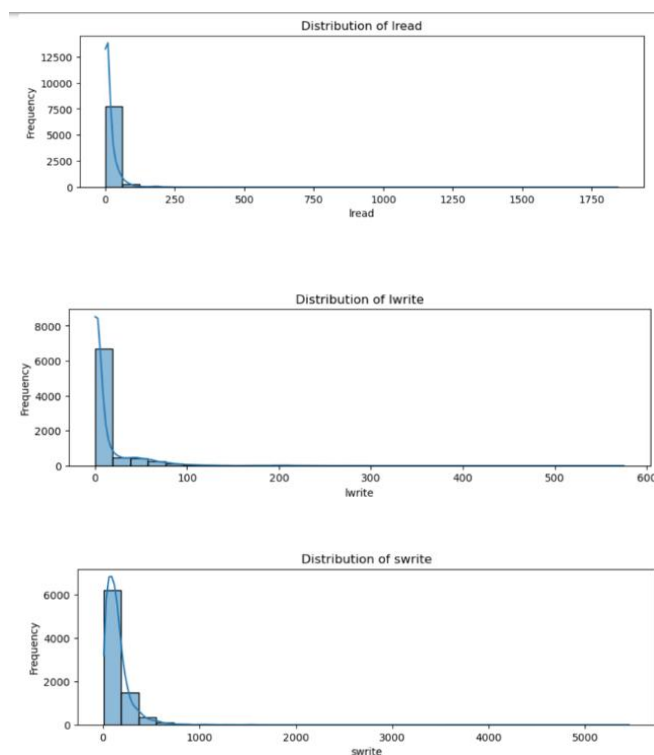 Distribution of lread
12500
10000
7500
5000
2500
0
Frequency
0 250 500 750 1000 1250 1500 1750
lread
Distribution of lwrite
8000
6000
4000
2000
0
Frequency
0 100 200 300 400 500 600
lwrite
Distribution of swrite
6000
4000
2000
0
Frequency
0 1000 2000 3000 4000 5000
swrite